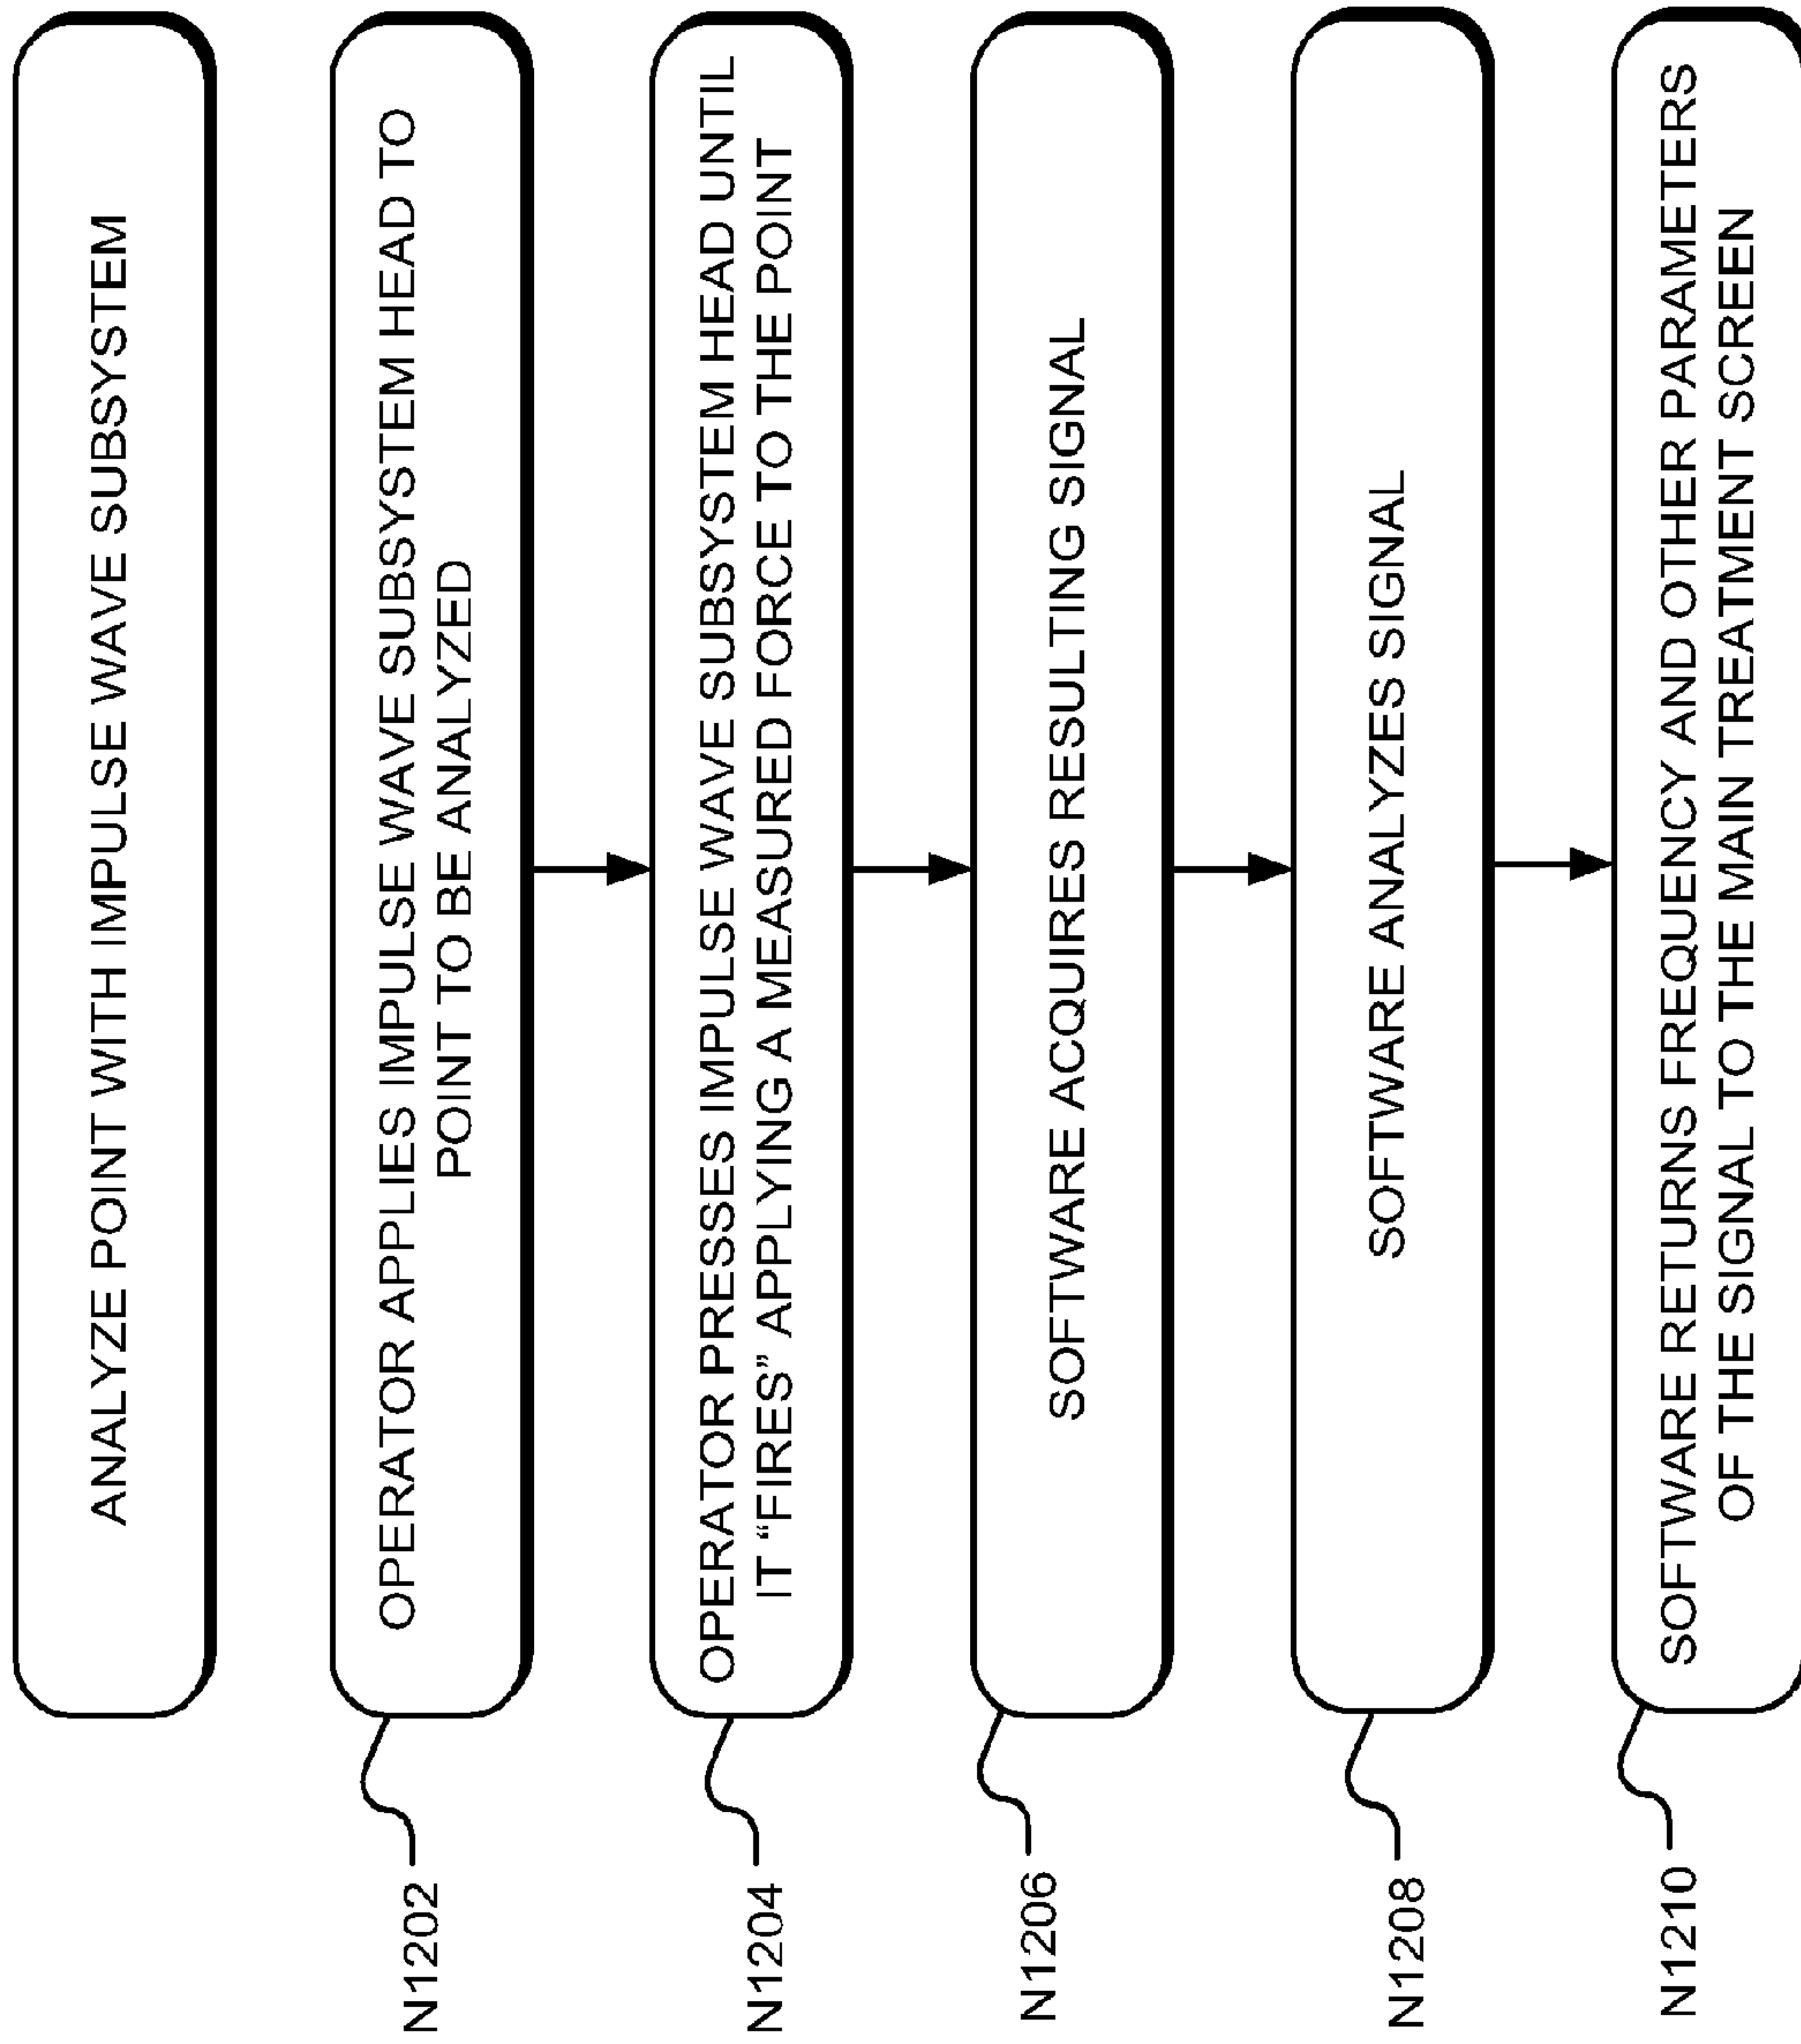 ANALYZE POINT WITH IMPULSE WAVE SUBSYSTEM
N1202
OPERATOR APPLIES IMPULSE WAVE SUBSYSTEM HEAD TO
POINT TO BE ANALYZED
N1204
OPERATOR PRESSES IMPULSE WAVE SUBSYSTEM HEAD UNTIL
IT “FIRES” APPLYING A MEASURED FORCE TO THE POINT
N1206
SOFTWARE ACQUIRES RESULTING SIGNAL
N1208
SOFTWARE ANALYZES SIGNAL
N1210
SOFTWARE RETURNS FREQUENCY AND OTHER PARAMETERS
OF THE SIGNAL TO THE MAIN TREATMENT SCREEN